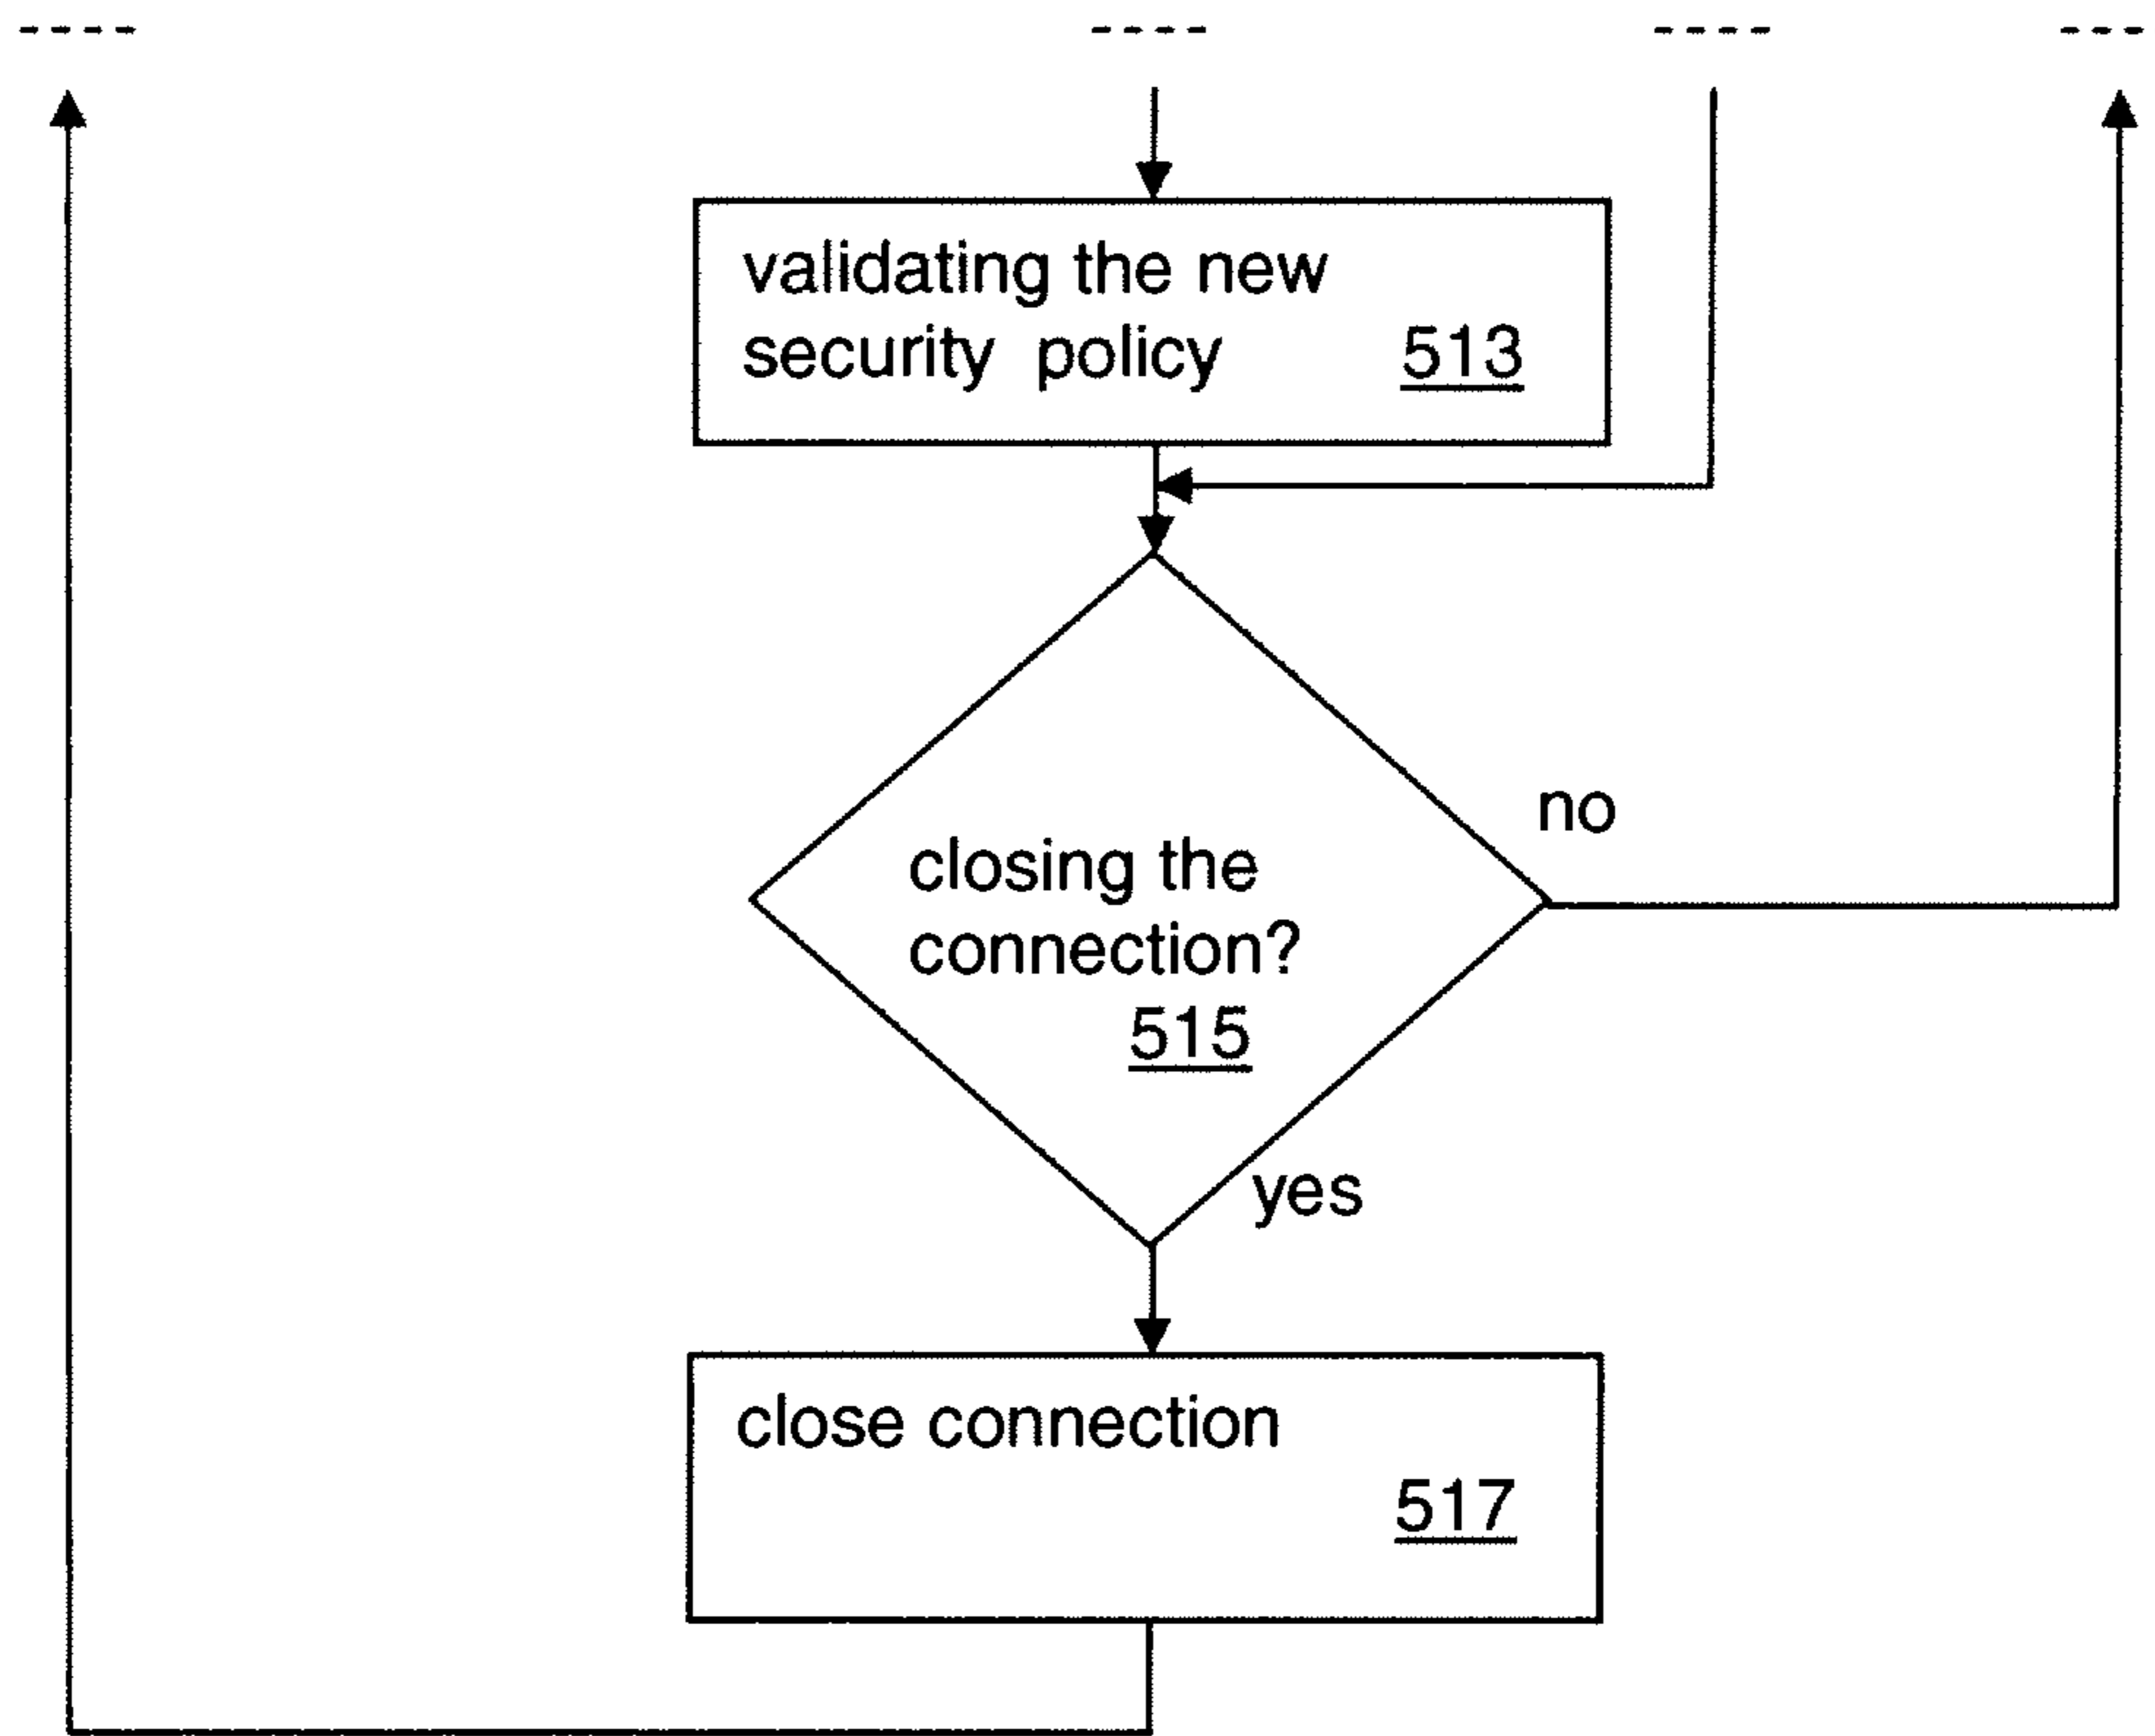 validating the new
security policy 513
no
closing the
connection?
515
yes
close connection
517